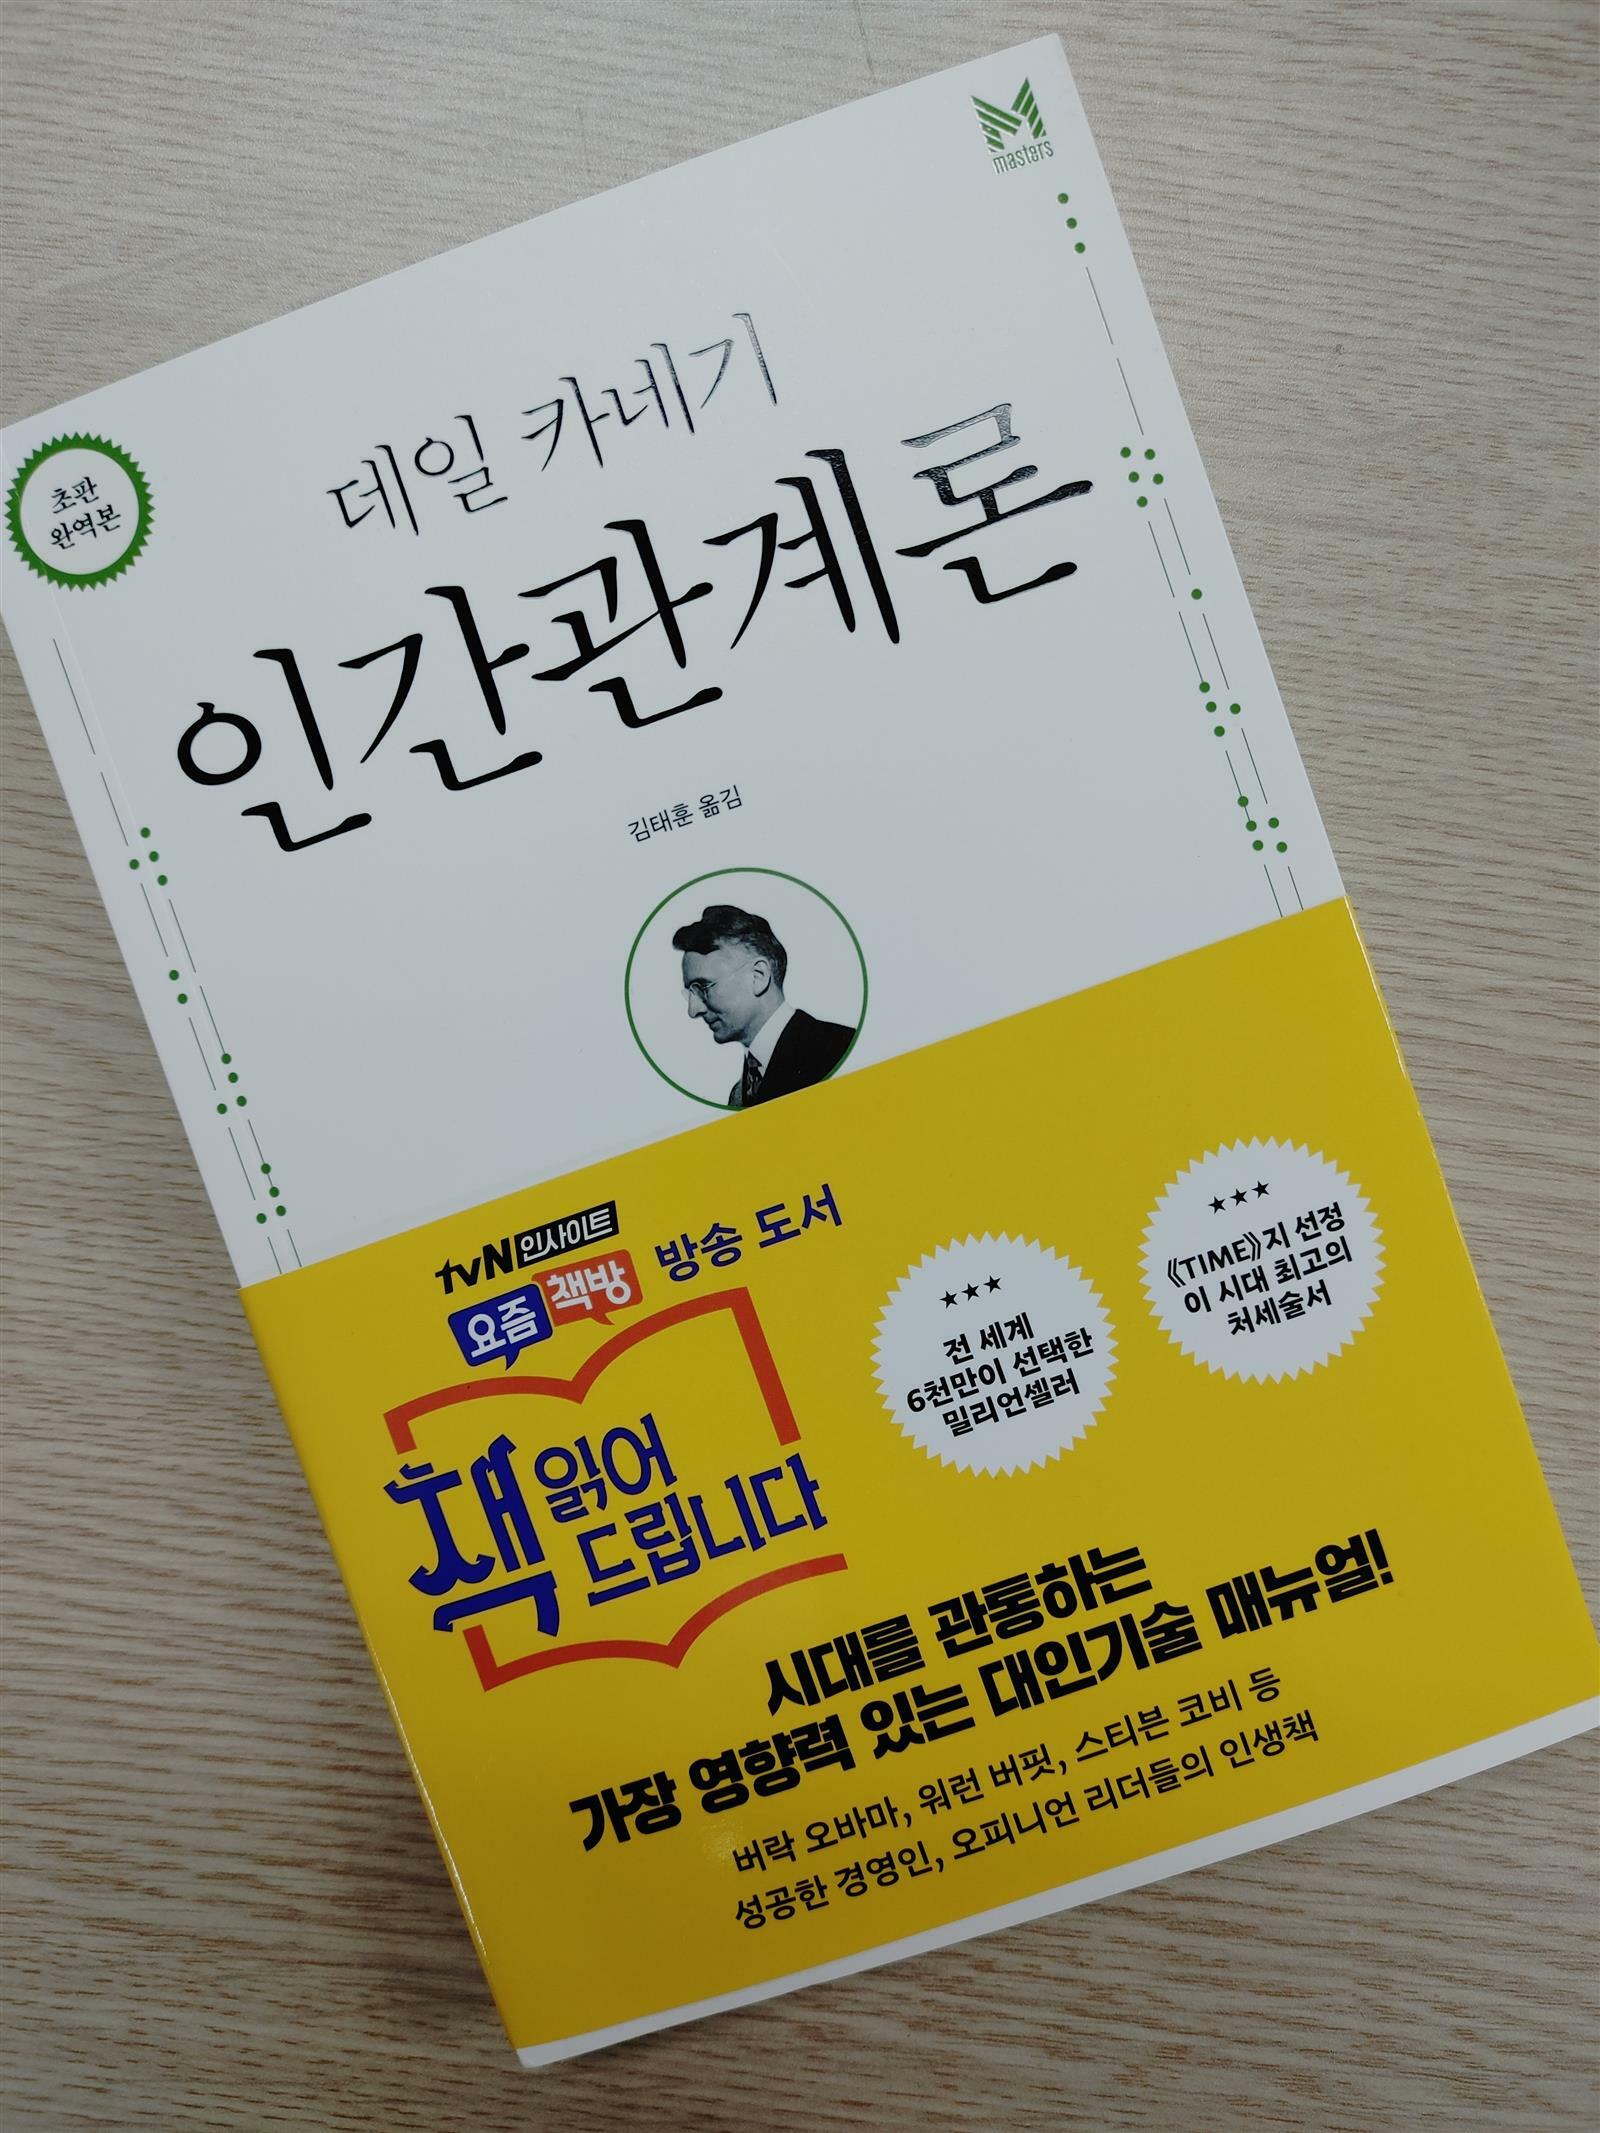 M
masters
초판
완역본
데일 카네기
인간관계론
김태훈 옮김
tvN 인사이트
요즘 책방 방송 도서
책 읽어
드립니다
★★★
전 세계
6천만이 선택한
밀리언셀러
★★★
《TIME》지 선정
이 시대 최고의
처세술서
시대를 관통하는
가장 영향력 있는 대인기술 매뉴얼!
버락 오바마, 워런 버핏, 스티븐 코비 등
성공한 경영인, 오피니언 리더들의 인생책